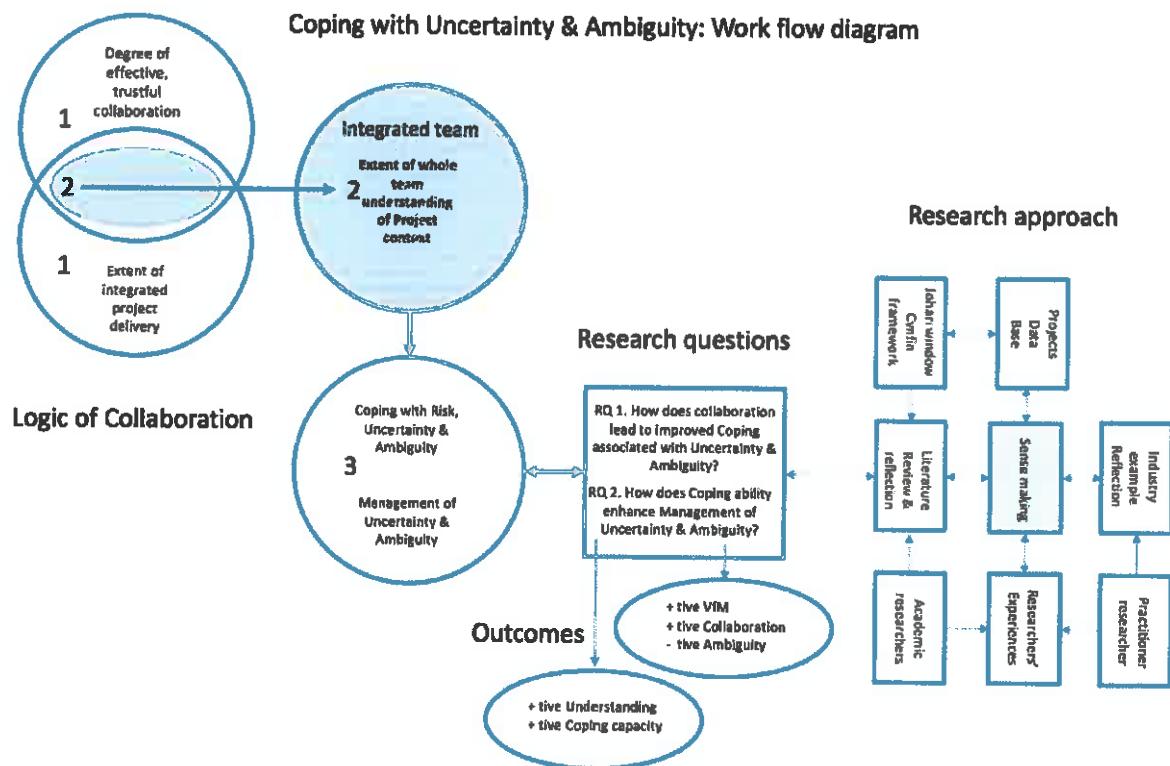 Coping with Uncertainty & Ambiguity: Work flow diagram
Degree of
effective,
trustful
collaboration
1
2
1
Extent of
integrated
project
delivery
Logic of Collaboration
Integrated team
Extent of whole
team
2
understanding
of Project
content
Coping with Risk,
Uncertainty &
Ambiguity
3
Management of
Uncertainty &
Ambiguity
Research questions
RQ 1. How does collaboration
lead to improved Coping
associated with Uncertainty &
Ambiguity?
RQ 2. How does Coping ability
enhance Management of
Uncertainty & Ambiguity?
Outcomes
+ tive VfM
+ tive Collaboration
- tive Ambiguity
+ tive Understanding
+ tive Coping capacity
Research approach
Johari window
Cynfin
framework
Projects
Data
Base
Literature
Review &
reflection
Sense making
Industry
example
Reflection
Academic
researchers
Researchers'
Experiences
Practitioner
researcher